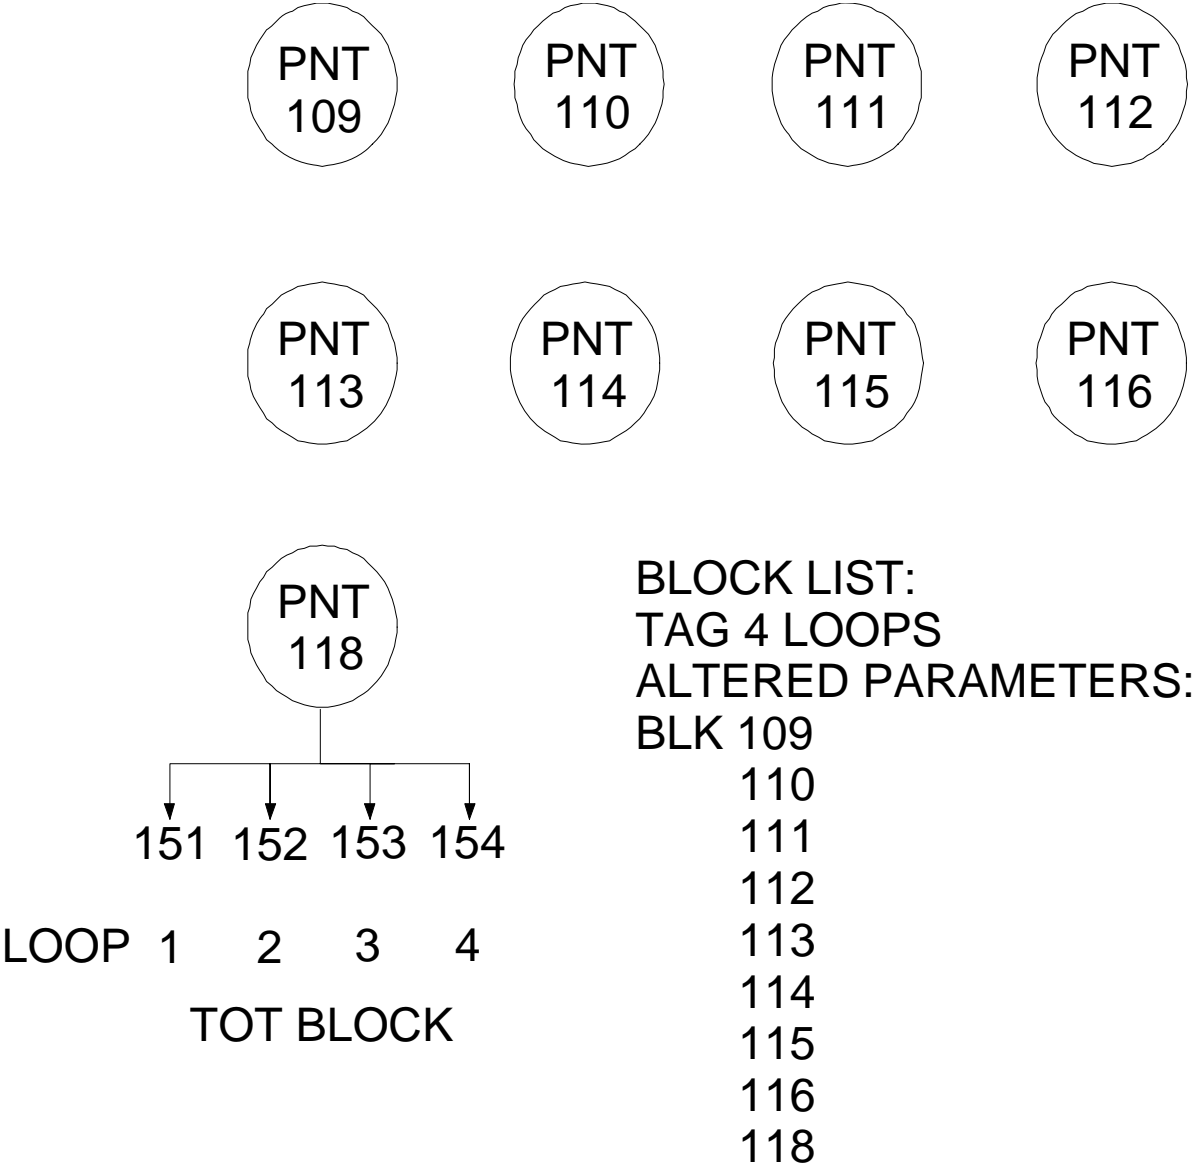 PNT
109
PNT
110
PNT
111
PNT
112
PNT
113
PNT
114
PNT
115
PNT
116
PNT
118
151 152 153 154
LOOP 1 2 3 4
TOT BLOCK
BLOCK LIST:
TAG 4 LOOPS
ALTERED PARAMETERS:
BLK 109
110
111
112
113
114
115
116
118